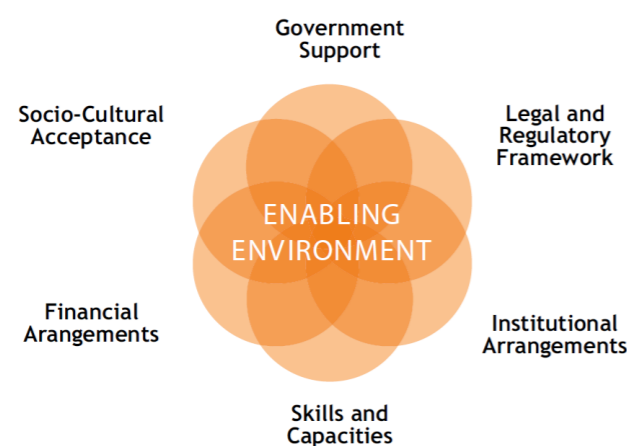 Government
Support
Socio-Cultural
Acceptance
Legal and
Regulatory
Framework
ENABLING
ENVIRONMENT
Financial
Arangements
Institutional
Arrangements
Skills and
Capacities